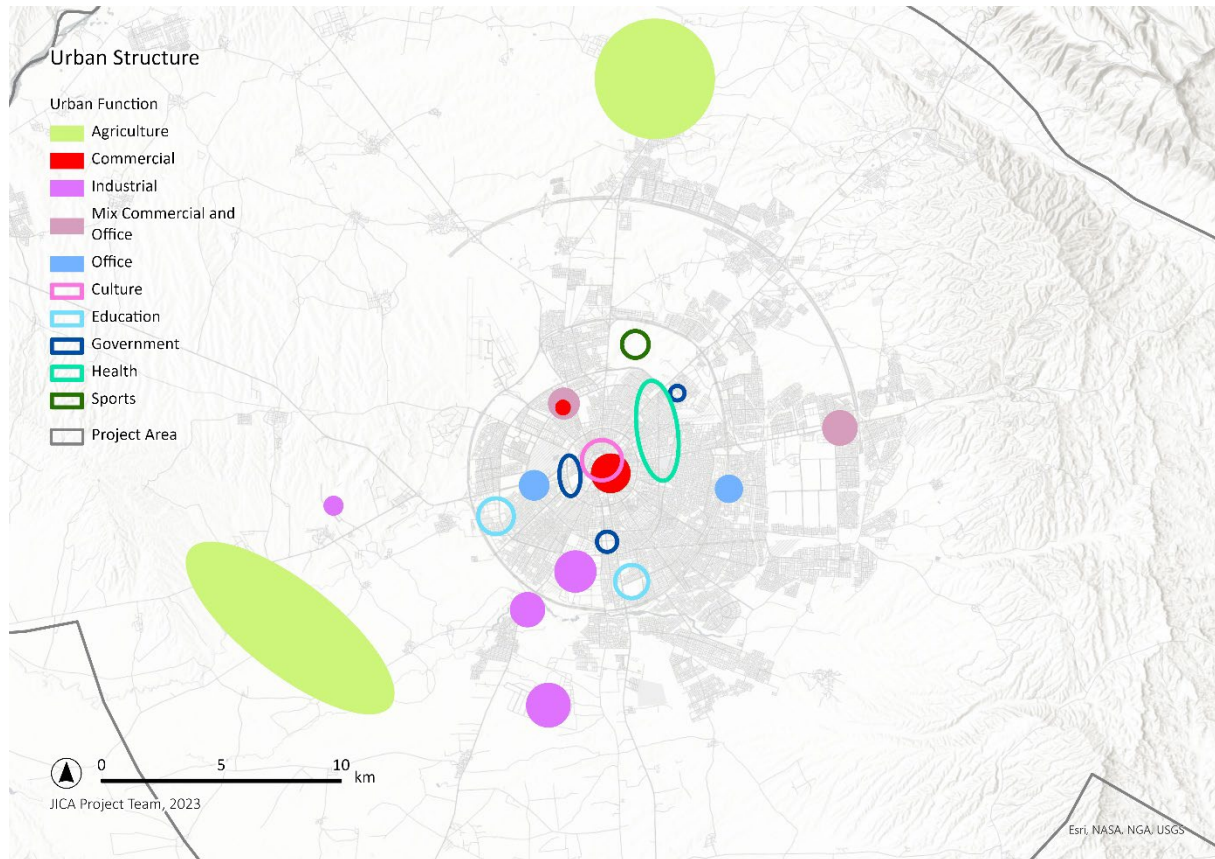 Urban Structure
Urban Function
Agriculture
Commercial
Industrial
Mix Commercial and
Office
Office
Culture
Education
Government
Health
Sports
Project Area
0 5 10
km
JICA Project Team, 2023
Esri, NASA, NGA, USGS